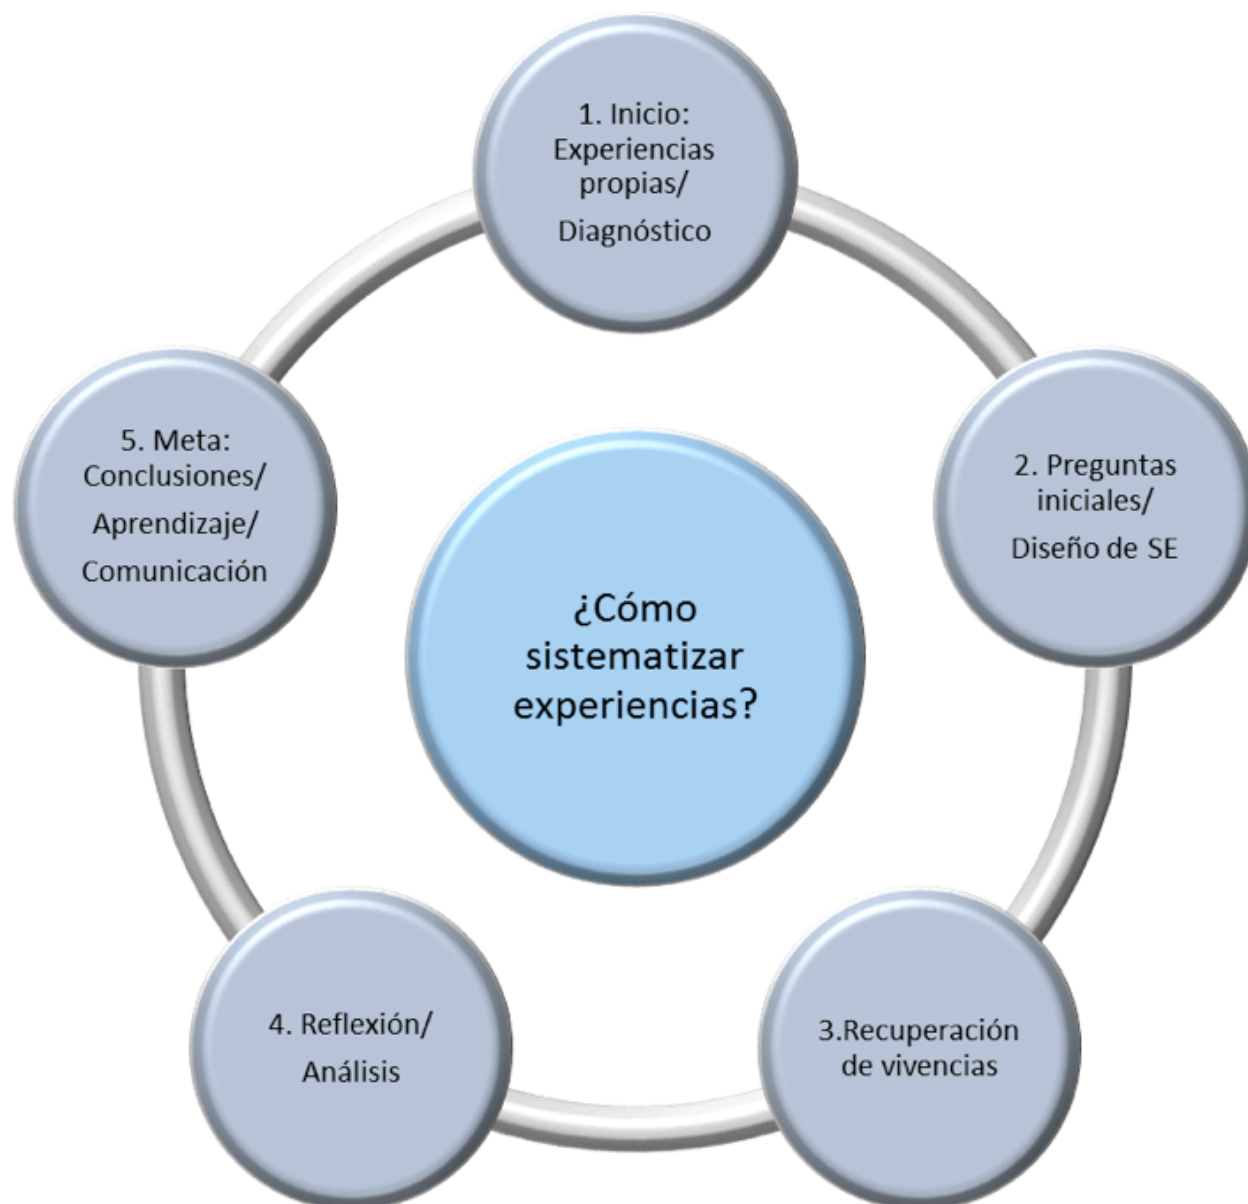 1. Inicio:
Experiencias
propias/
Diagnóstico
2. Preguntas
iniciales/
Diseño de SE
3.Recuperación
de vivencias
4. Reflexión/
Análisis
5. Meta:
Conclusiones/
Aprendizaje/
Comunicación
¿Cómo
sistematizar
experiencias?